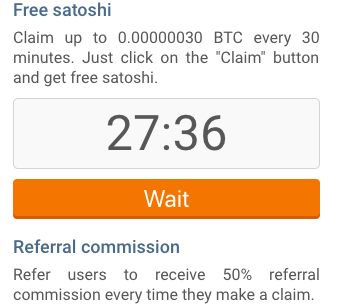 Free satoshi
Claim up to 0.00000030 BTC every 30
minutes. Just click on the "Claim" button
and get free satoshi.
27:36
Wait
Referral commission
Refer users to receive 50% referral
commission every time they make a claim.